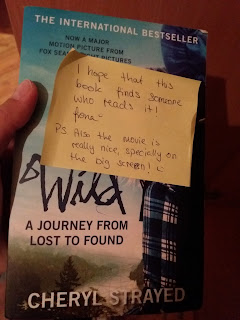 THE INTERNATIONAL BESTSELLER
NOW A MAJOR
MOTION PICTURE FROM
FOX SEA PICTURES
I hope that this
book finds someone
who reads it!
fiona~
PS Also the movie is
really nice, specially on
the big screen!
Wild
A JOURNEY FROM
LOST TO FOUND
CHERYL STRAYED